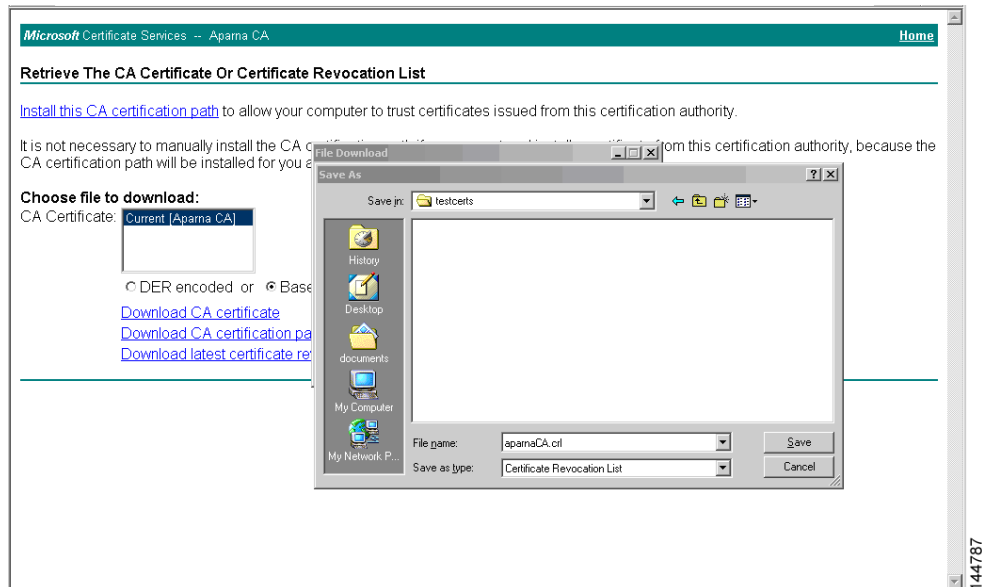 Microsoft Certificate Services -- Aparna CA Home
Retrieve The CA Certificate Or Certificate Revocation List
Install this CA certification path to allow your computer to trust certificates issued from this certification authority.
It is not necessary to manually install the CA from this certification authority, because the
CA certification path will be installed for you
Choose file to download:
CA Certificate: Current [Aparna CA]
DER encoded or Base
Download CA certificate
Download CA certification pa
Download latest certificate re
File Download
Save As
Save in: testcerts
History
Desktop
documents
My Computer
My Network P...
File name: aparnaCA.crl Save
Save as type: Certificate Revocation List Cancel
144787